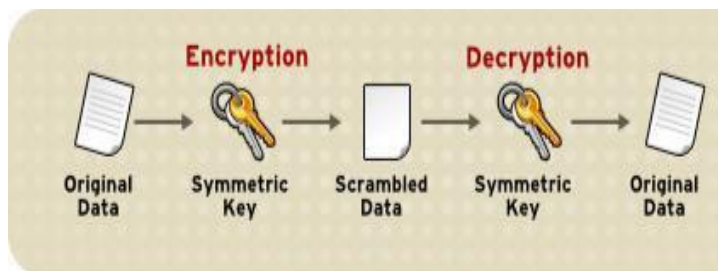 Encryption
Decryption
Original
Data
Symmetric
Key
Scrambled
Data
Symmetric
Key
Original
Data